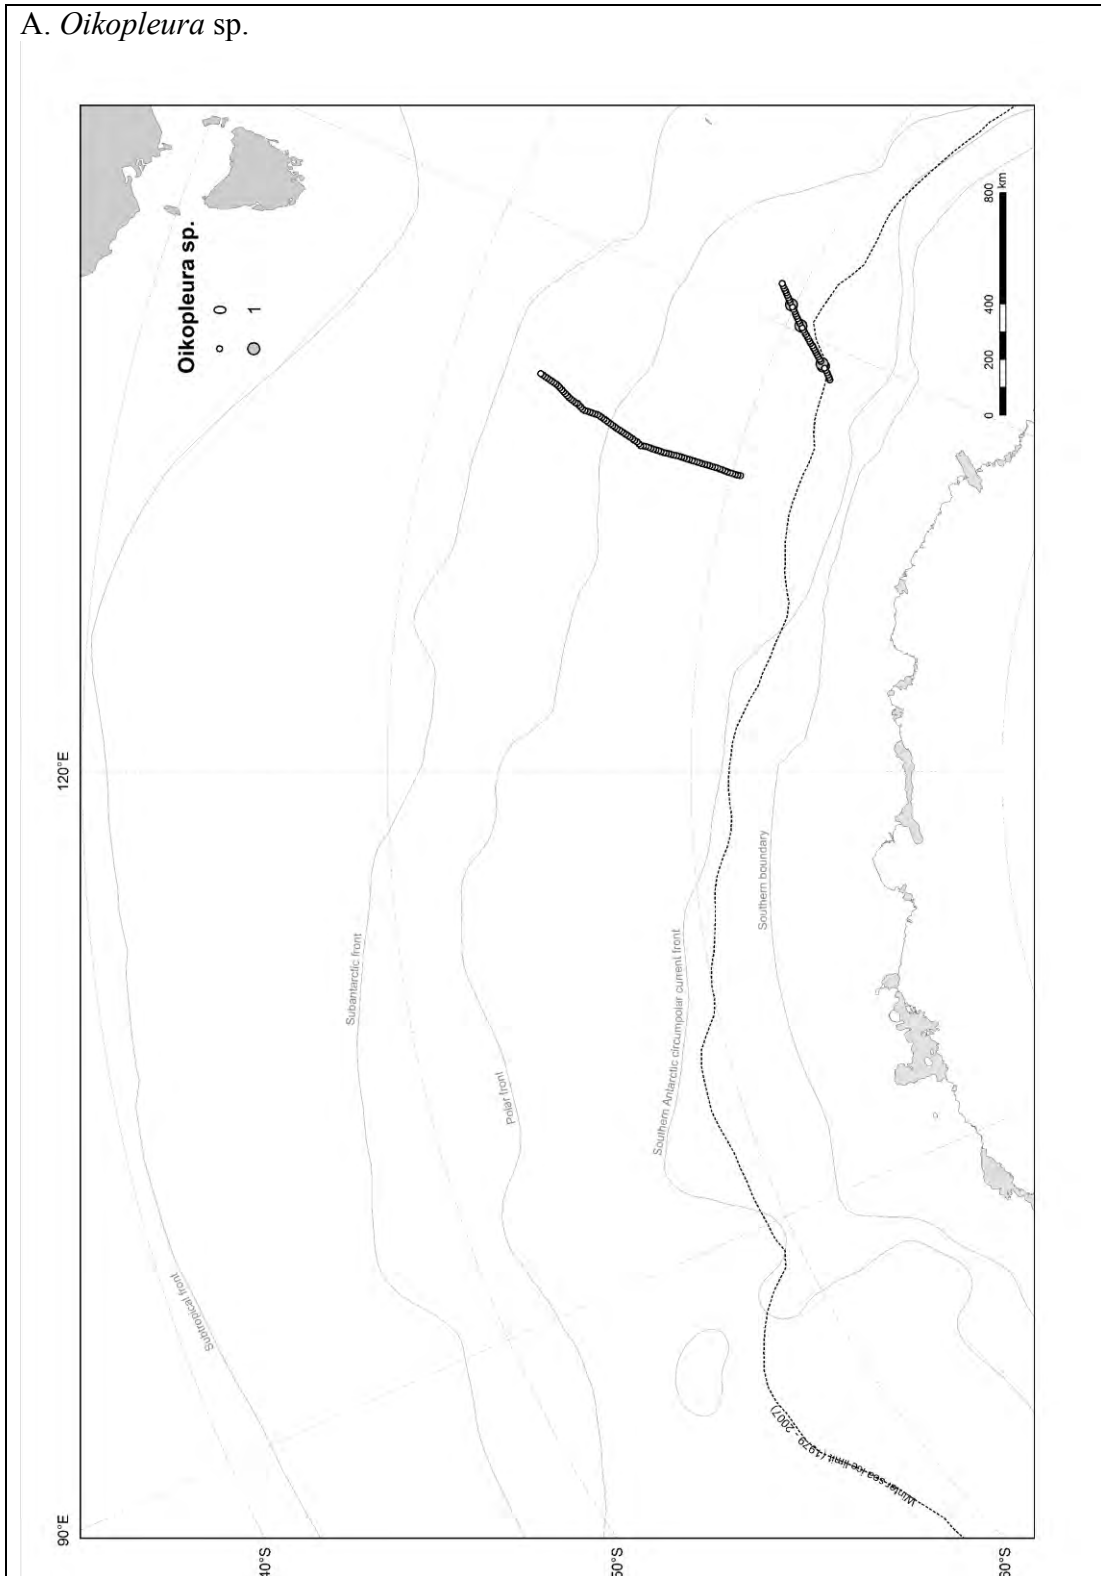 A. Oikopleura sp.
Oikopleura sp.
0
1
120°E
90°E
40°S
50°S
60°S
Subtropical front
Subantarctic front
Polar front
Southern Antarctic circumpolar current front
Southern boundary
Winter sea ice limit (1979 - 2007)
0 200 400 800
km